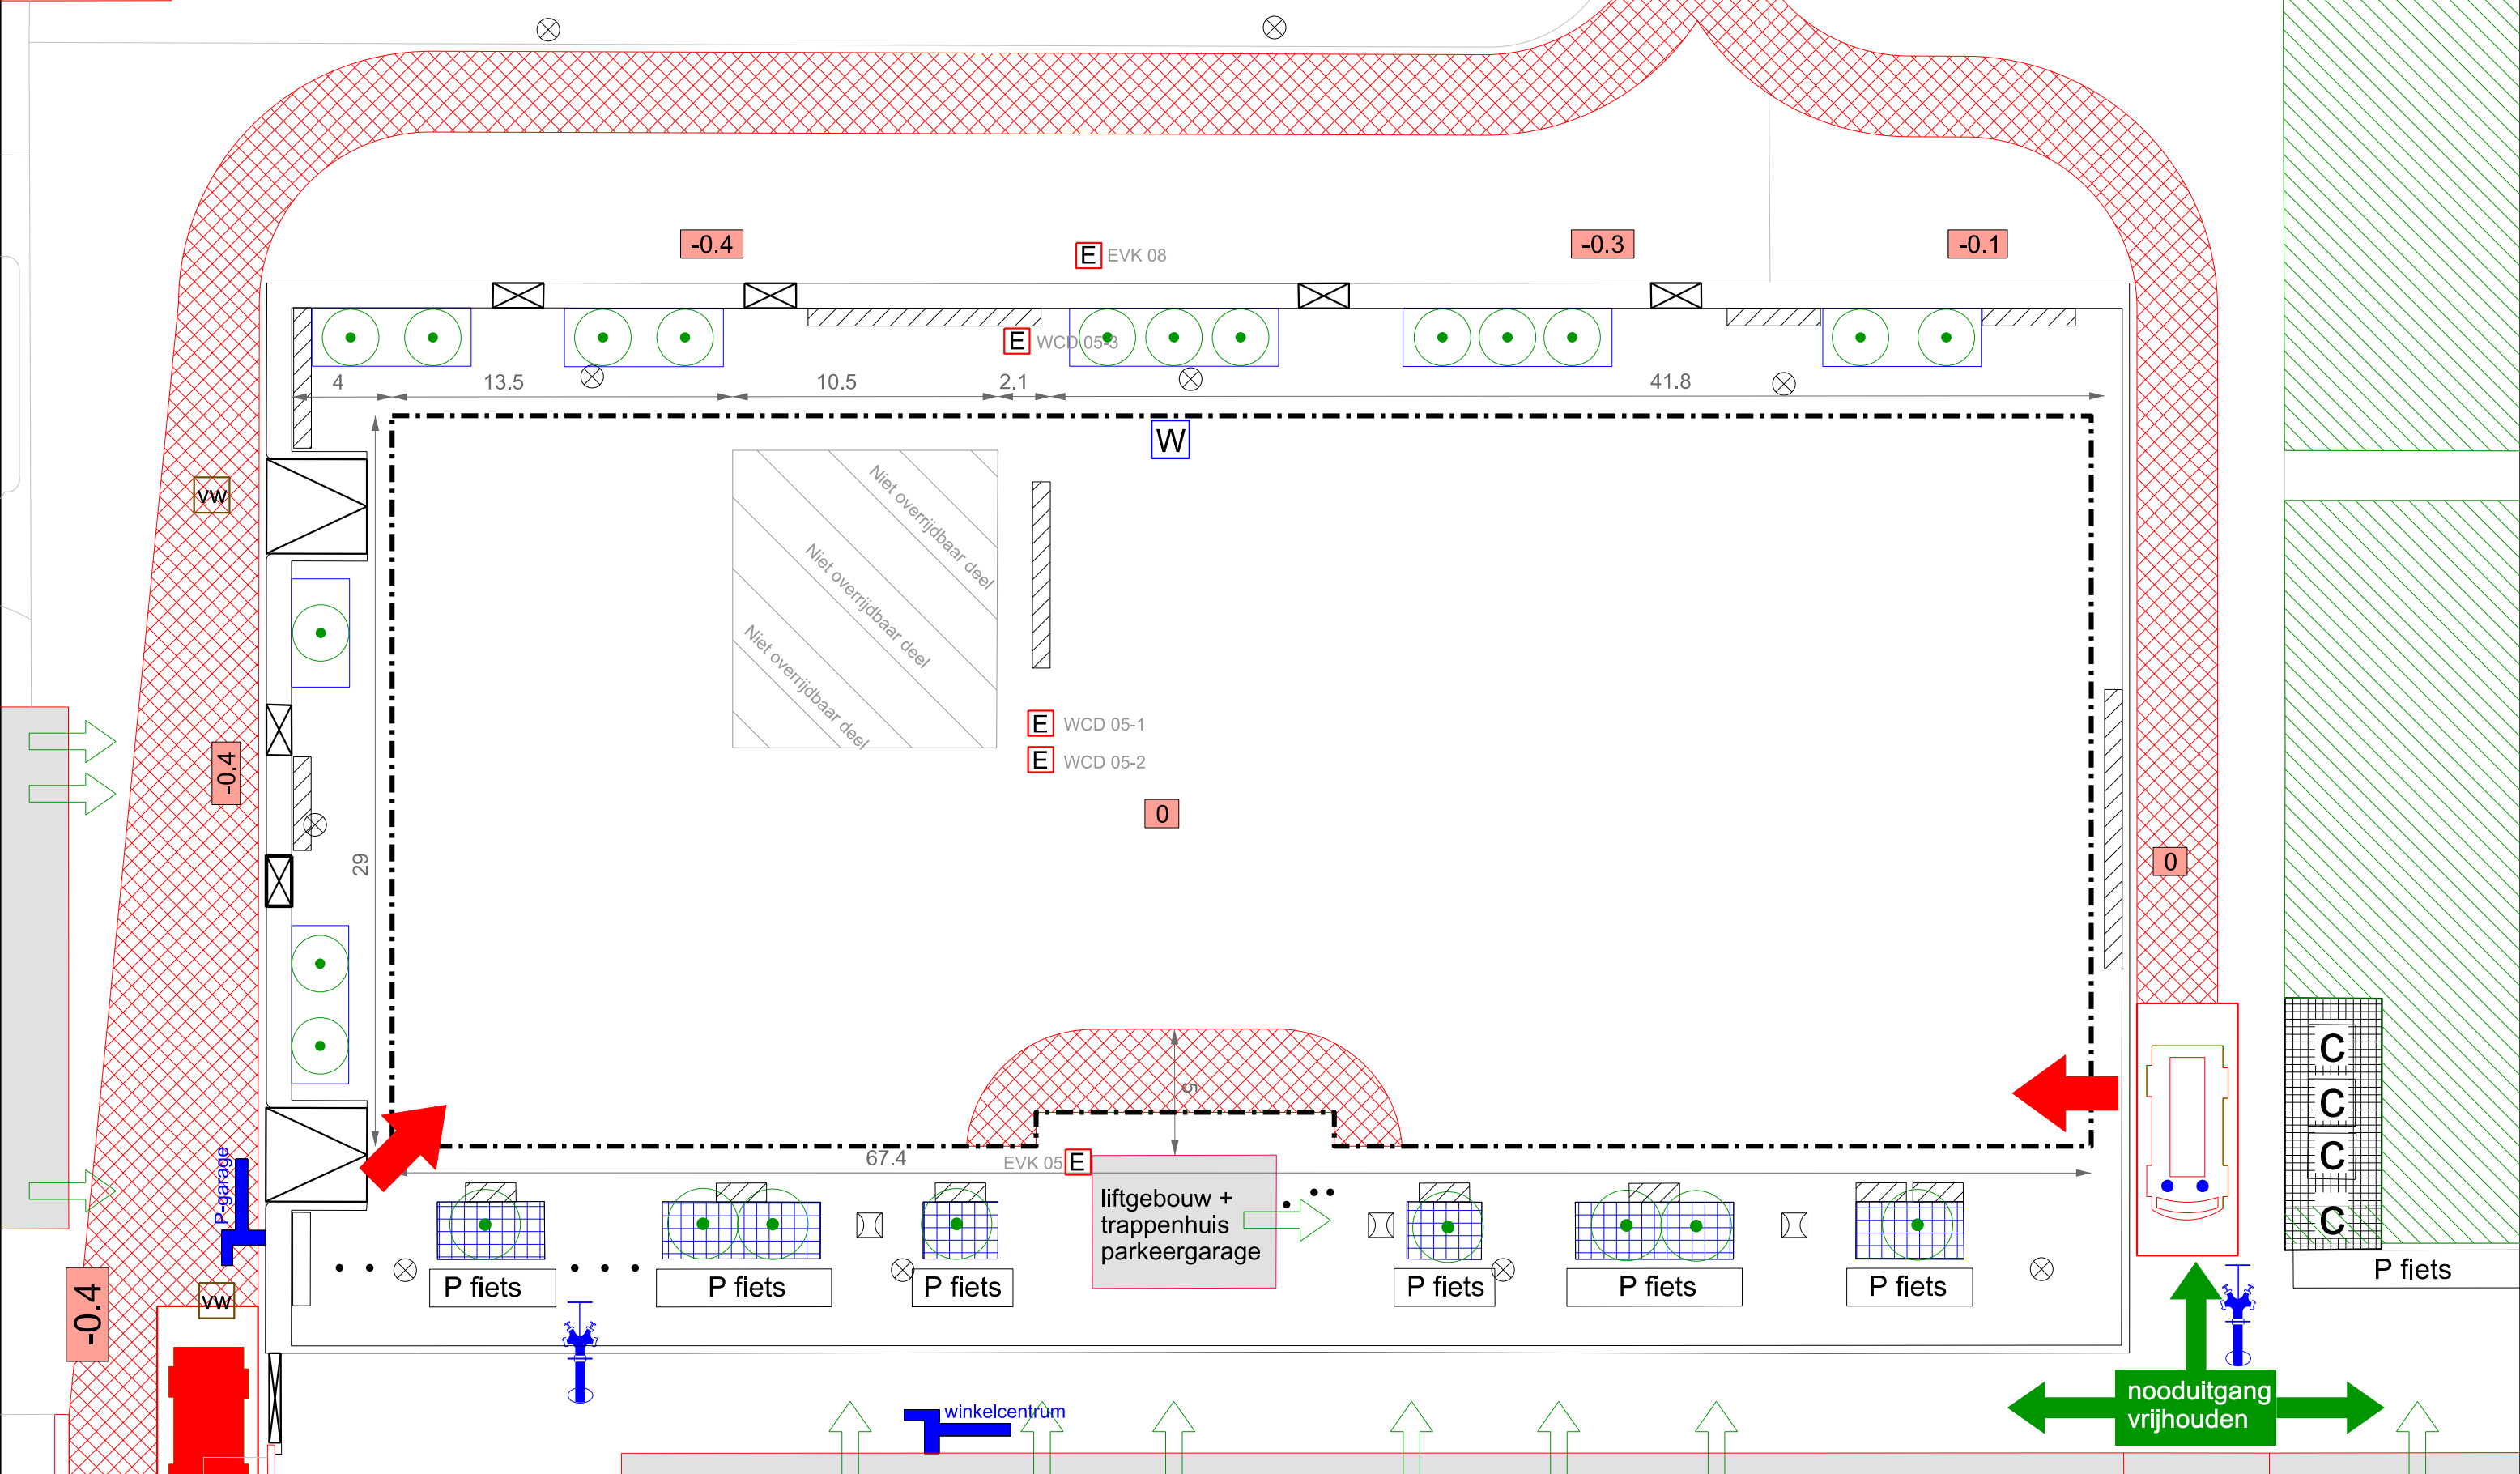 -0.4
E EVK 08
-0.3
-0.1
E WCD 05-3
4
13.5
10.5
2.1
41.8
W
vw
Niet overrijdbaar deel
Niet overrijdbaar deel
Niet overrijdbaar deel
E WCD 05-1
E WCD 05-2
-0.4
0
0
29
5
C
C
C
C
67.4
EVK 05 E
P-garage
liftgebouw +
trappenhuis
parkeergarage
-0.4
vw
P fiets
P fiets
P fiets
P fiets
P fiets
P fiets
P fiets
nooduitgang
vrijhouden
winkelcentrum